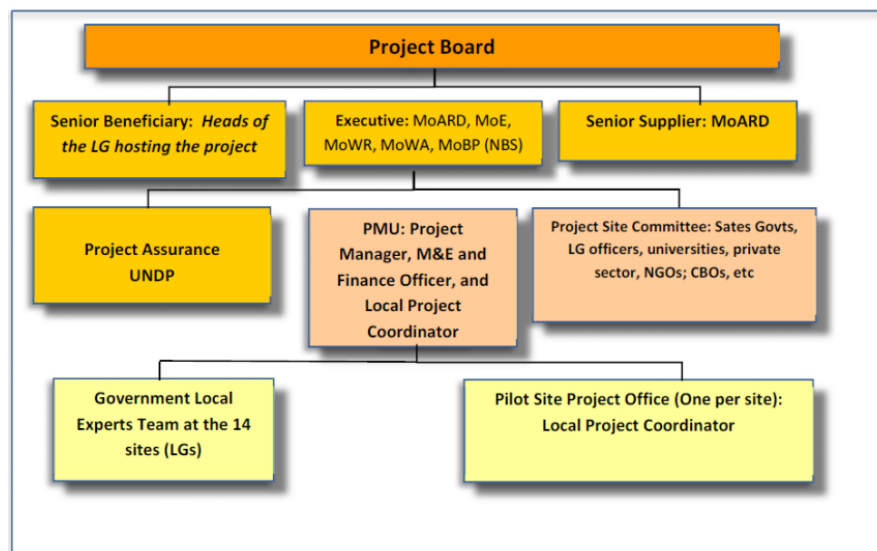 Project Board
Senior Beneficiary: Heads of
the LG hosting the project
Executive: MoARD, MoE,
MoWR, MoWA, MoBP (NBS)
Senior Supplier: MoARD
Project Assurance
UNDP
PMU: Project
Manager, M&E and
Finance Officer, and
Local Project
Coordinator
Project Site Committee: Sates Govts,
LG officers, universities, private
sector, NGOs; CBOs, etc
Government Local
Experts Team at the 14
sites (LGs)
Pilot Site Project Office (One per site):
Local Project Coordinator